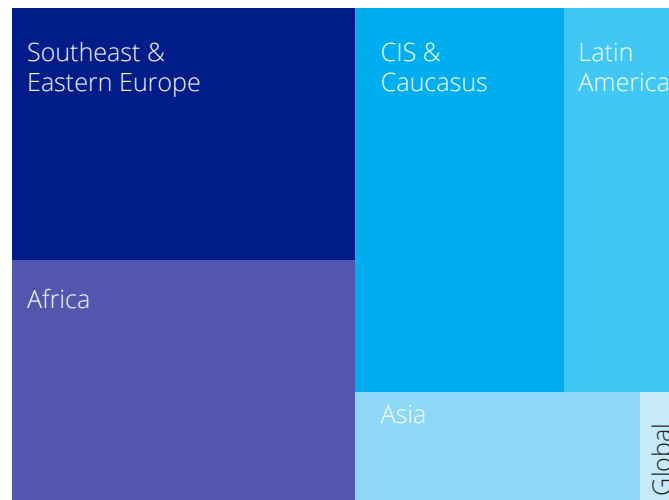 Southeast &
Eastern Europe
CIS &
Caucasus
Latin
America
Africa
Asia
Global